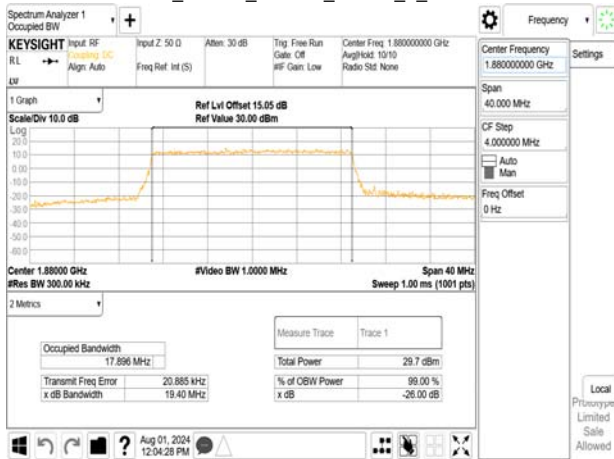 Spectrum Analyzer 1
Occupied BW
Frequency
KEYSIGHT
RL
Input: RF
Coupling: DC
Align: Auto
Input Z: 50 Ω
Freq Ref: Int (S)
Atten: 30 dB
Trig: Free Run
Gate: Off
#IF Gain: Low
Center Freq: 1.880000000 GHz
Avg|Hold: 10/10
Radio Std: None
Center Frequency
1.880000000 GHz
Settings
Span
40.000 MHz
CF Step
4.000000 MHz
Auto
Man
Freq Offset
0 Hz
1 Graph
Scale/Div 10.0 dB
Ref Lvl Offset 15.05 dB
Ref Value 30.00 dBm
Log
20.0
10.0
0.00
-10.0
-20.0
-30.0
-40.0
-50.0
-60.0
Center 1.88000 GHz
#Res BW 300.00 kHz
#Video BW 1.0000 MHz
Span 40 MHz
Sweep 1.00 ms (1001 pts)
2 Metrics
Measure Trace Trace 1
Occupied Bandwidth
17.896 MHz
Total Power 29.7 dBm
Transmit Freq Error 20.885 kHz
% of OBW Power 99.00 %
x dB Bandwidth 19.40 MHz
x dB -26.00 dB
Local
Prototype
Limited
Sale
Allowed
Aug 01, 2024
12:04:28 PM